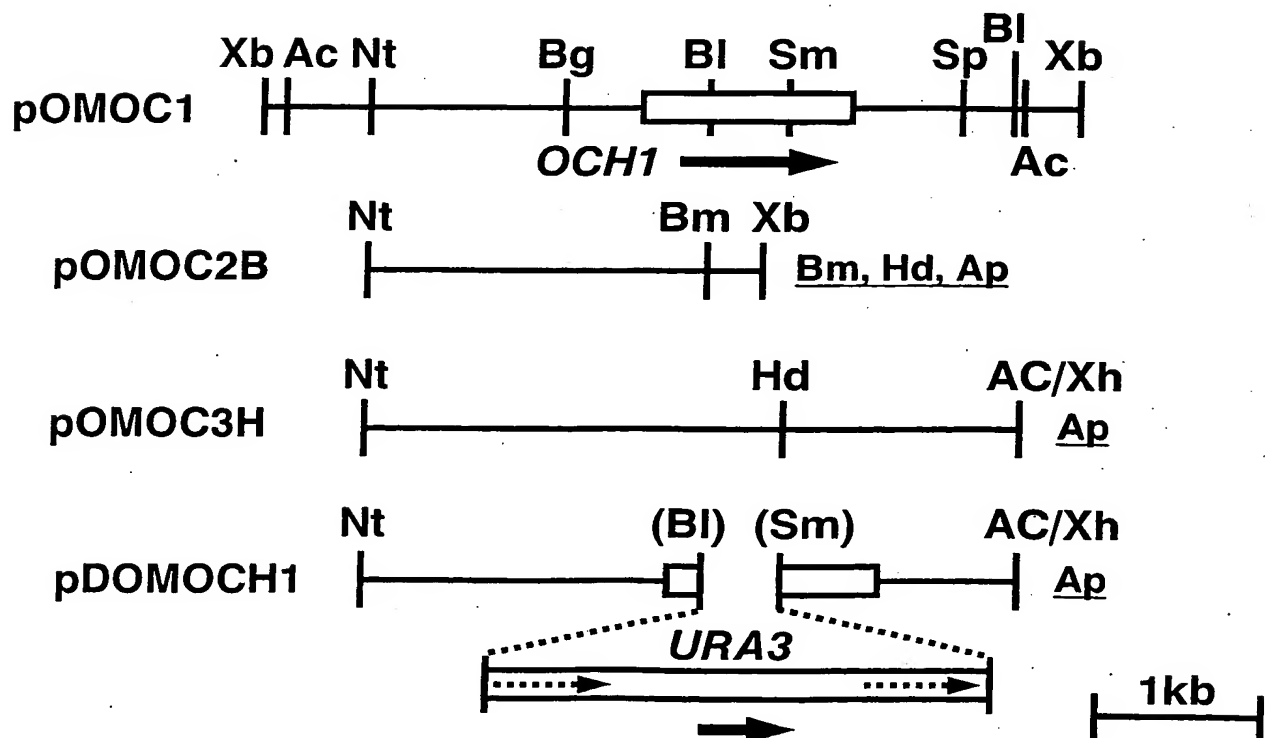 Xb Ac Nt Bg Bl Sm Sp Bl Xb
pOMOC1
OCH1 Ac
Nt Bm Xb
pOMOC2B Bm, Hd, Ap
Nt Hd AC/Xh
pOMOC3H Ap
Nt (Bl) (Sm) AC/Xh
pDOMOCH1 Ap
URA3
1kb